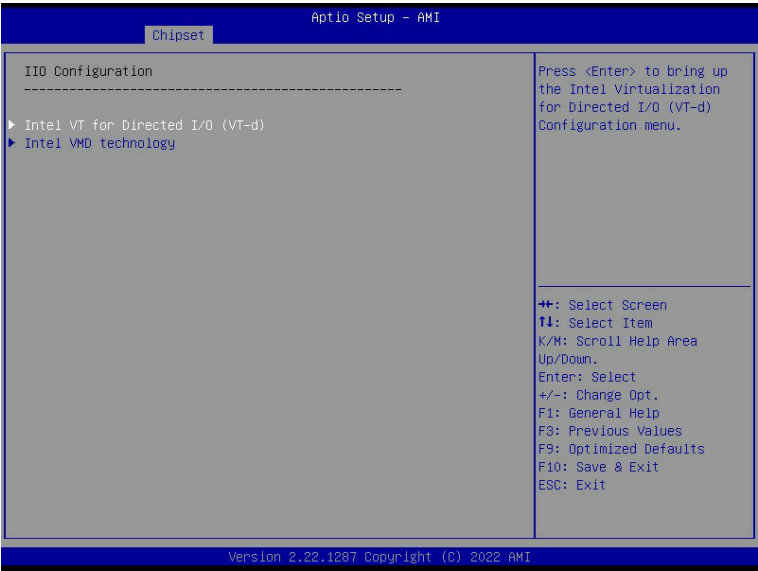 Aptio Setup – AMI
Chipset
IIO Configuration
--------------------------------------------------
Intel VT for Directed I/O (VT-d)
Intel VMD technology
Press <Enter> to bring up
the Intel Virtualization
for Directed I/O (VT-d)
Configuration menu.
→←: Select Screen
↑↓: Select Item
K/M: Scroll Help Area
Up/Down.
Enter: Select
+/-: Change Opt.
F1: General Help
F3: Previous Values
F9: Optimized Defaults
F10: Save & Exit
ESC: Exit
Version 2.22.1287 Copyright (C) 2022 AMI